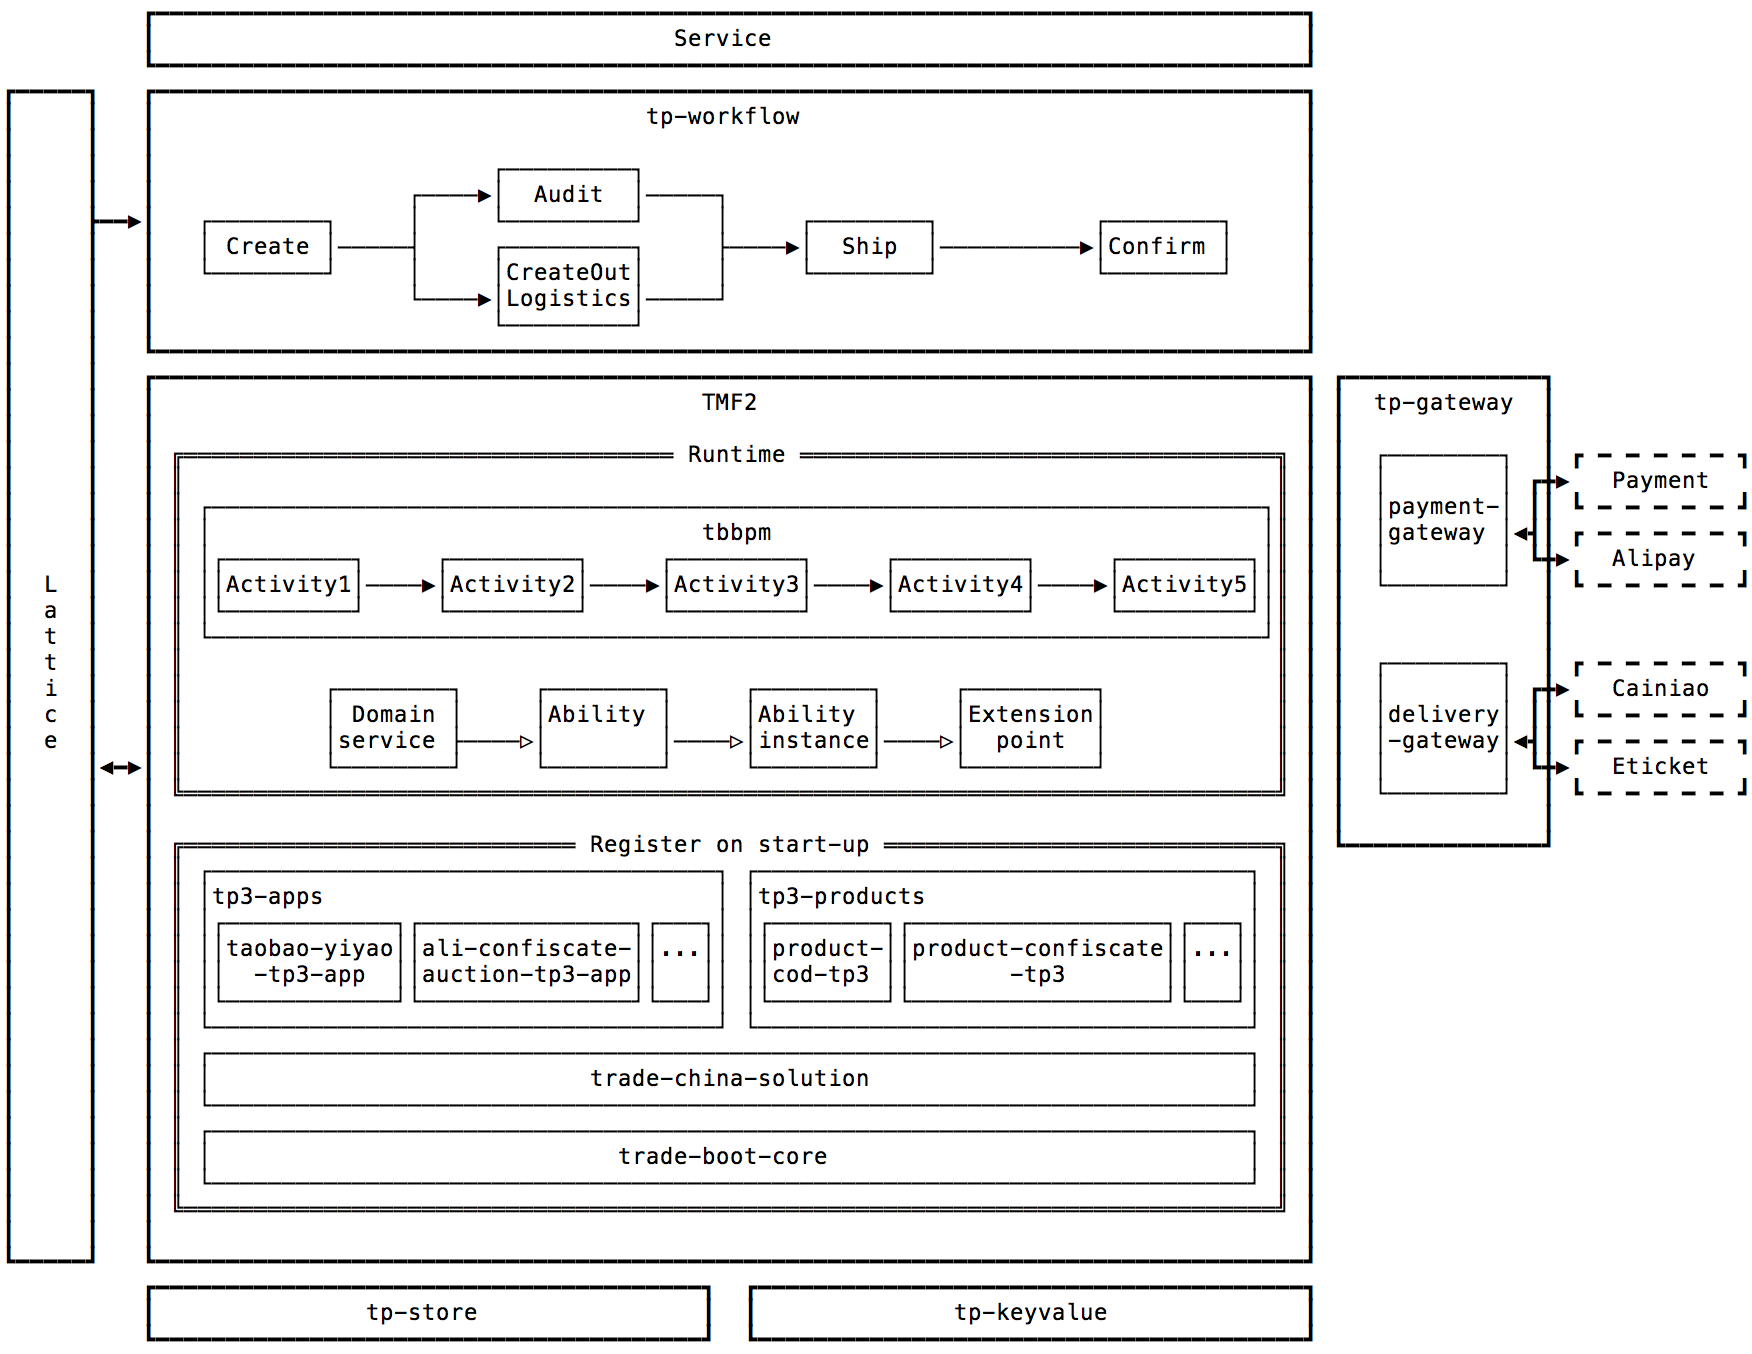 Service
tp-workflow
Audit
Create
CreateOut
Logistics
Ship
Confirm
L
a
t
t
i
c
e
TMF2
Runtime
tbbpm
Activity1
Activity2
Activity3
Activity4
Activity5
Domain
service
Ability
Ability
instance
Extension
point
Register on start-up
tp3-apps
taobao-yiyao
-tp3-app
ali-confiscate-
auction-tp3-app
...
tp3-products
product-
cod-tp3
product-confiscate
-tp3
...
trade-china-solution
trade-boot-core
tp-gateway
payment-
gateway
Payment
Alipay
delivery
-gateway
Cainiao
Eticket
tp-store
tp-keyvalue